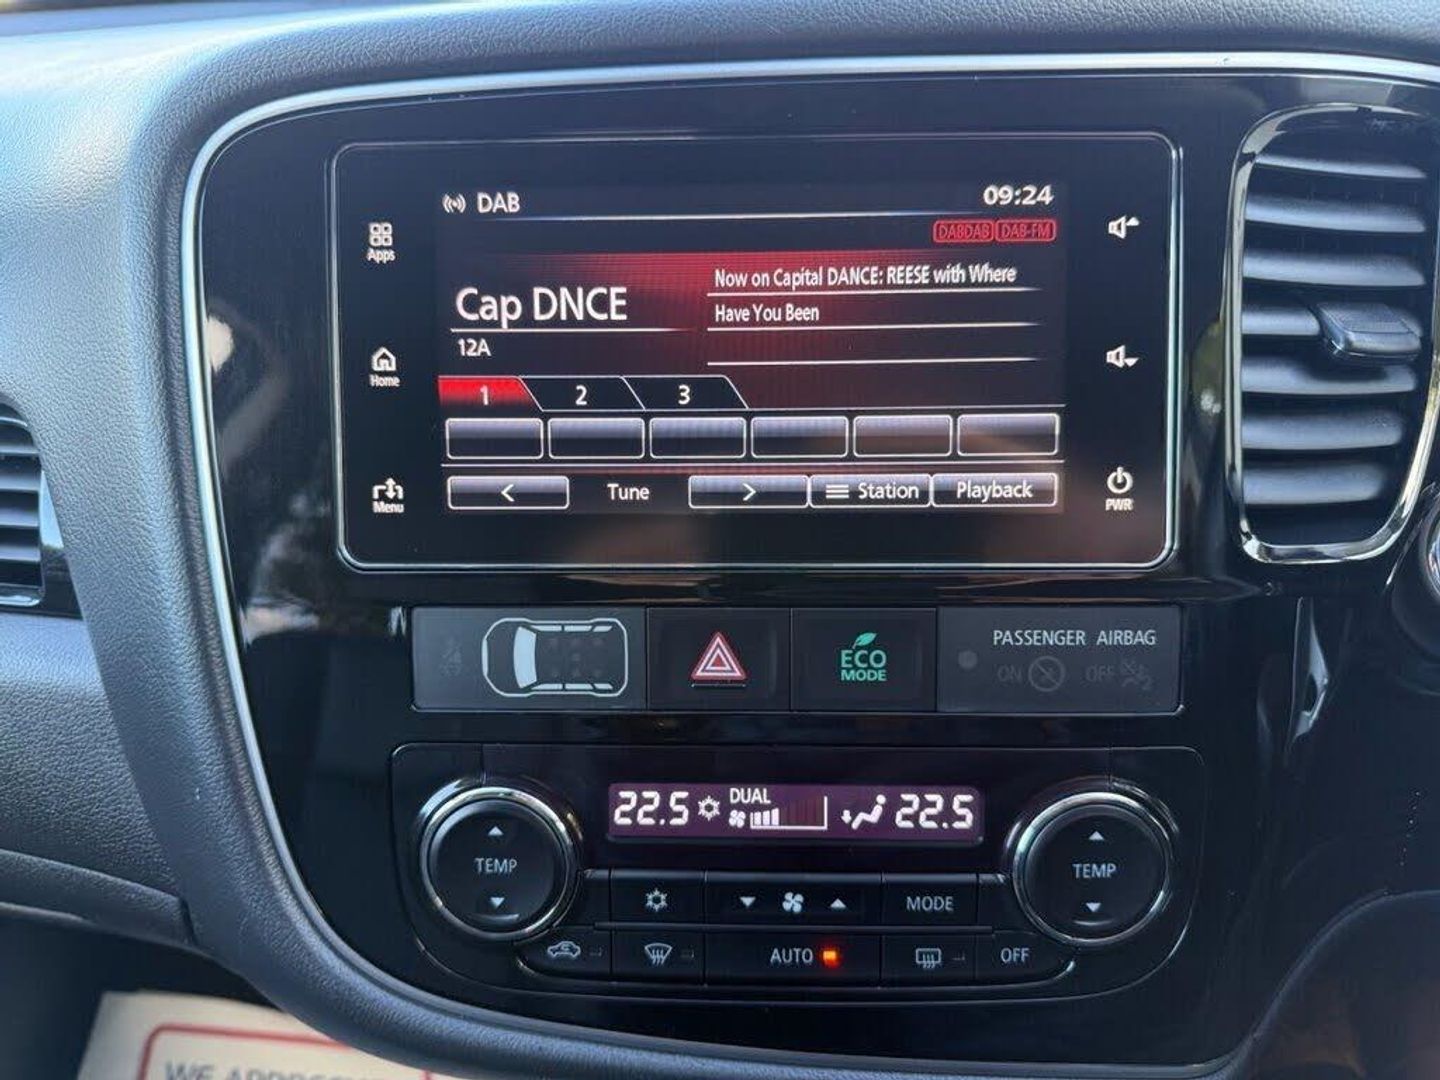 DAB
09:24
DABDAB DAB-FM
Apps
Now on Capital DANCE: REESE with Where
Cap DNCE
Have You Been
12A
Home
1 2 3
< Tune > Station Playback
Menu
PWR
PASSENGER AIRBAG
ON OFF
ECO
MODE
22.5 DUAL 22.5
TEMP
TEMP
MODE
AUTO
OFF
WE